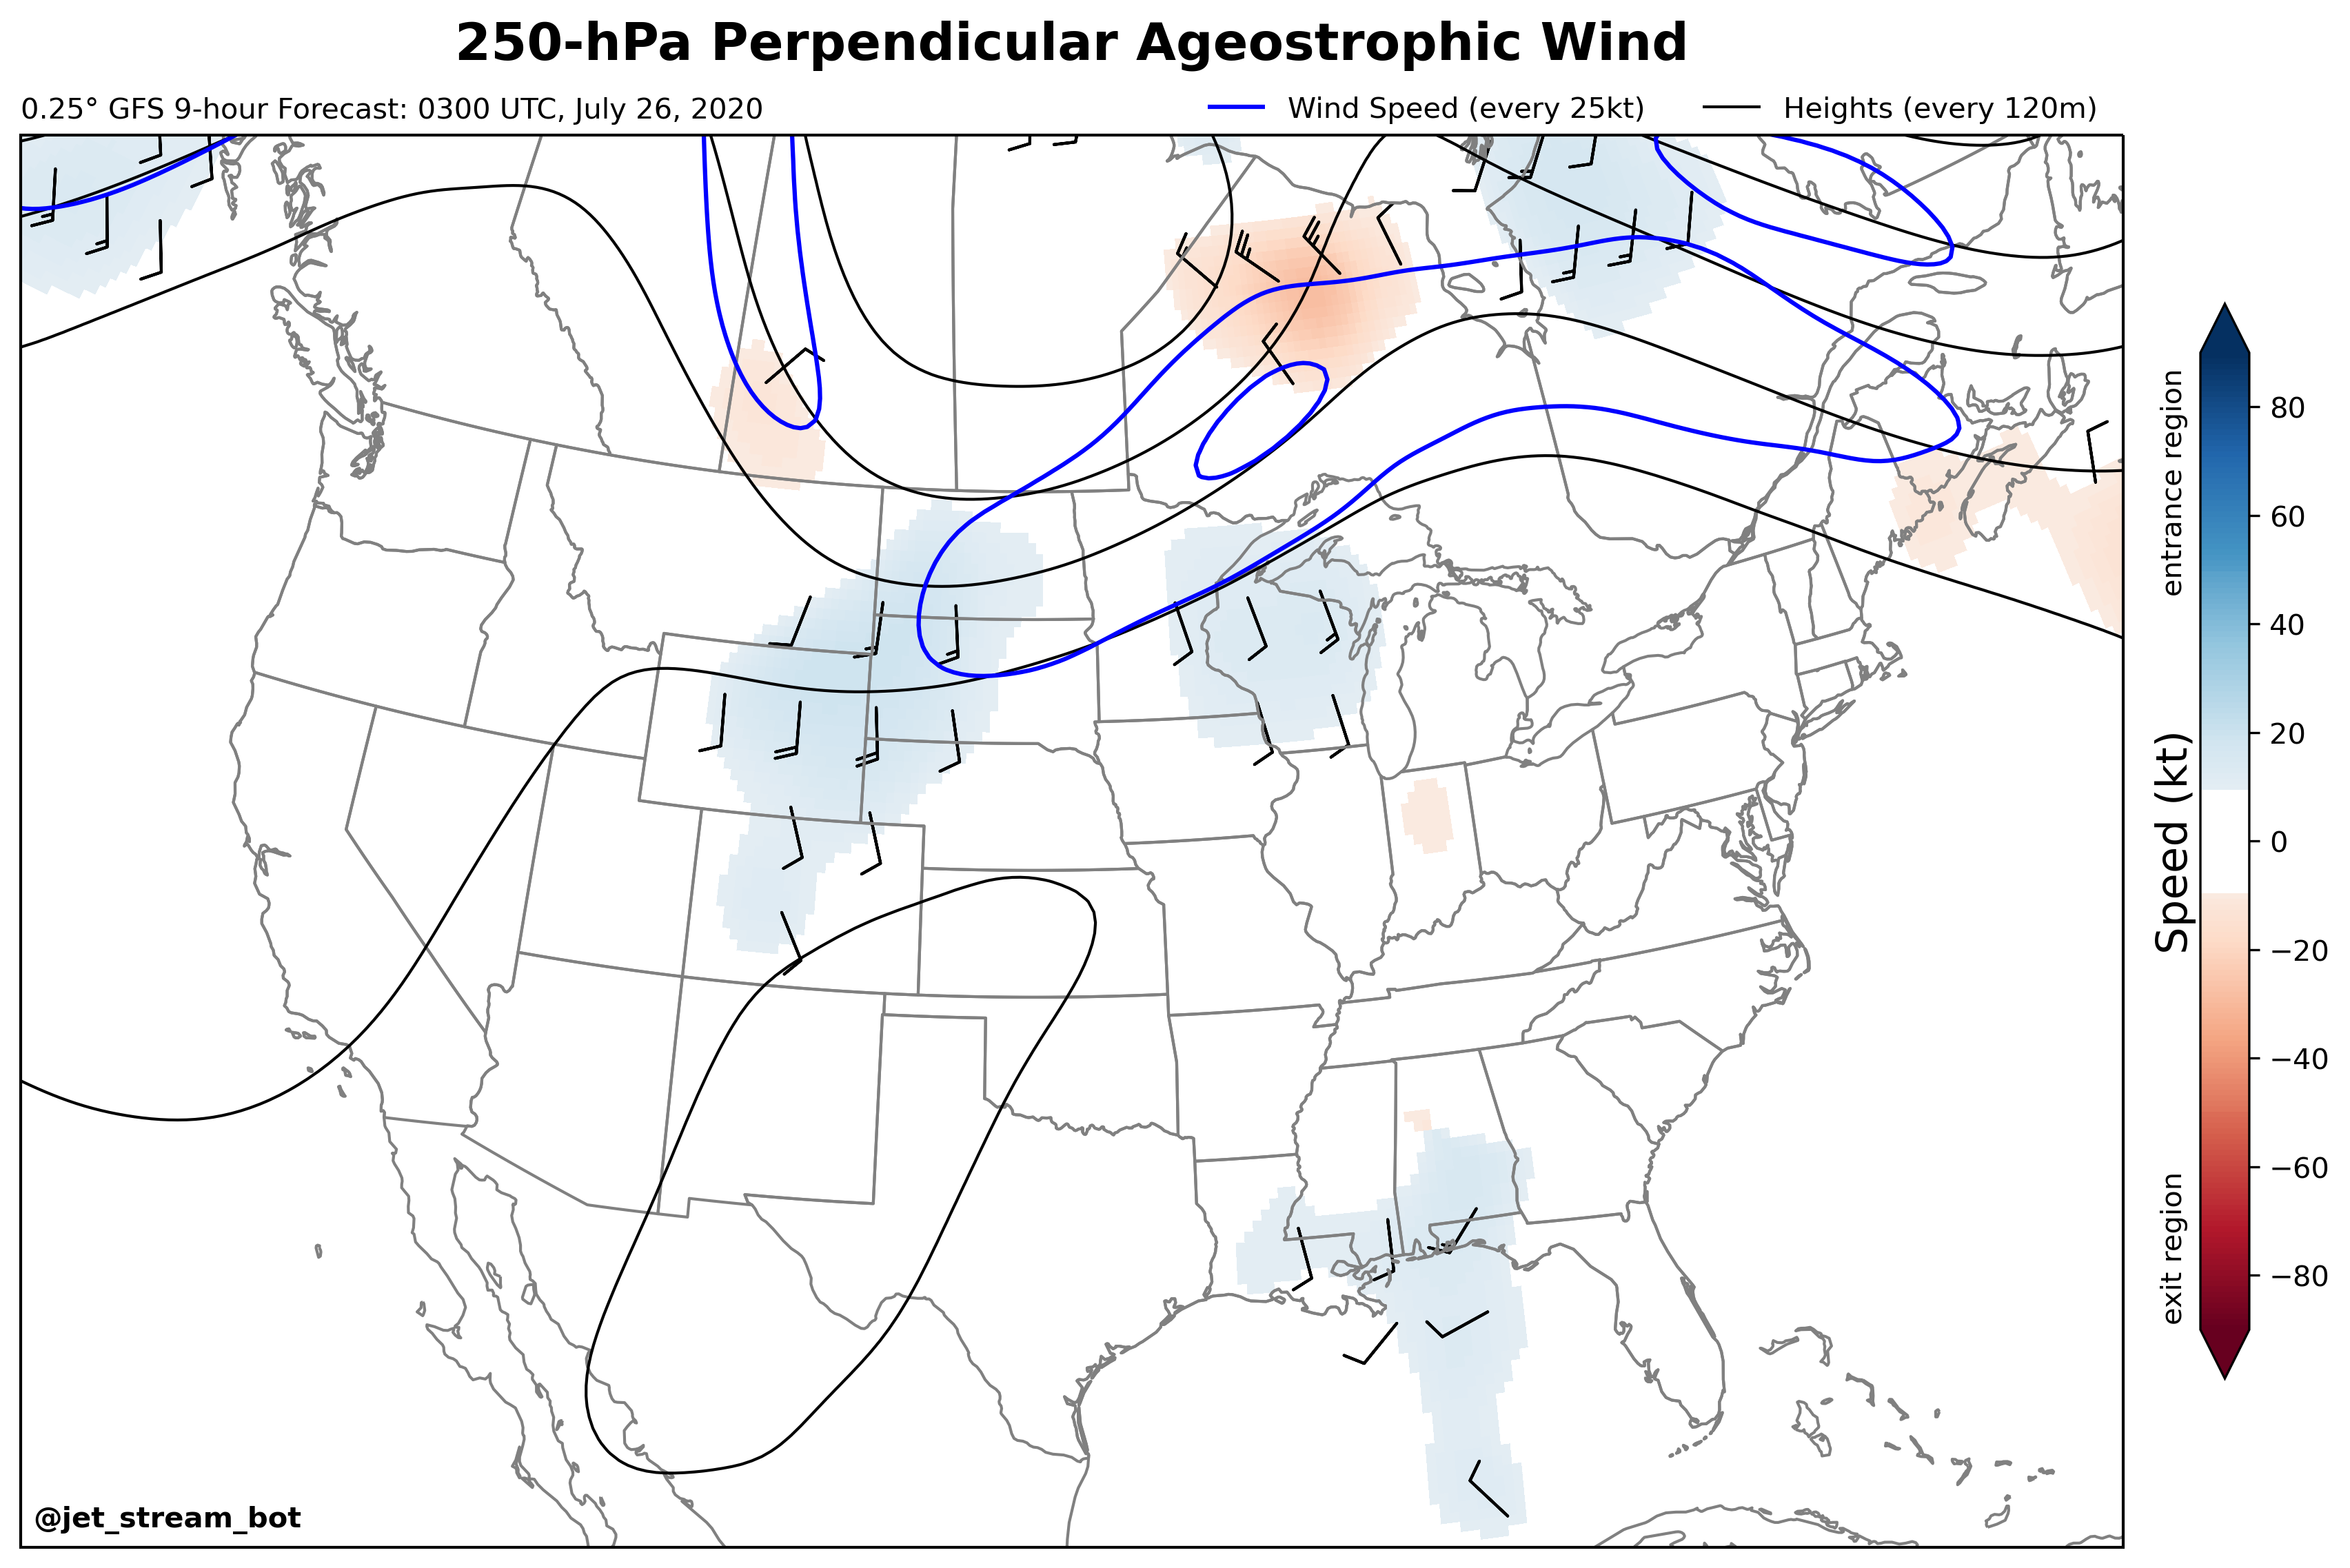 250-hPa Perpendicular Ageostrophic Wind
0.25° GFS 9-hour Forecast: 0300 UTC, July 26, 2020
Wind Speed (every 25kt)
Heights (every 120m)
entrance region
exit region
Speed (kt)
80
60
40
20
0
−20
−40
−60
−80
@jet_stream_bot